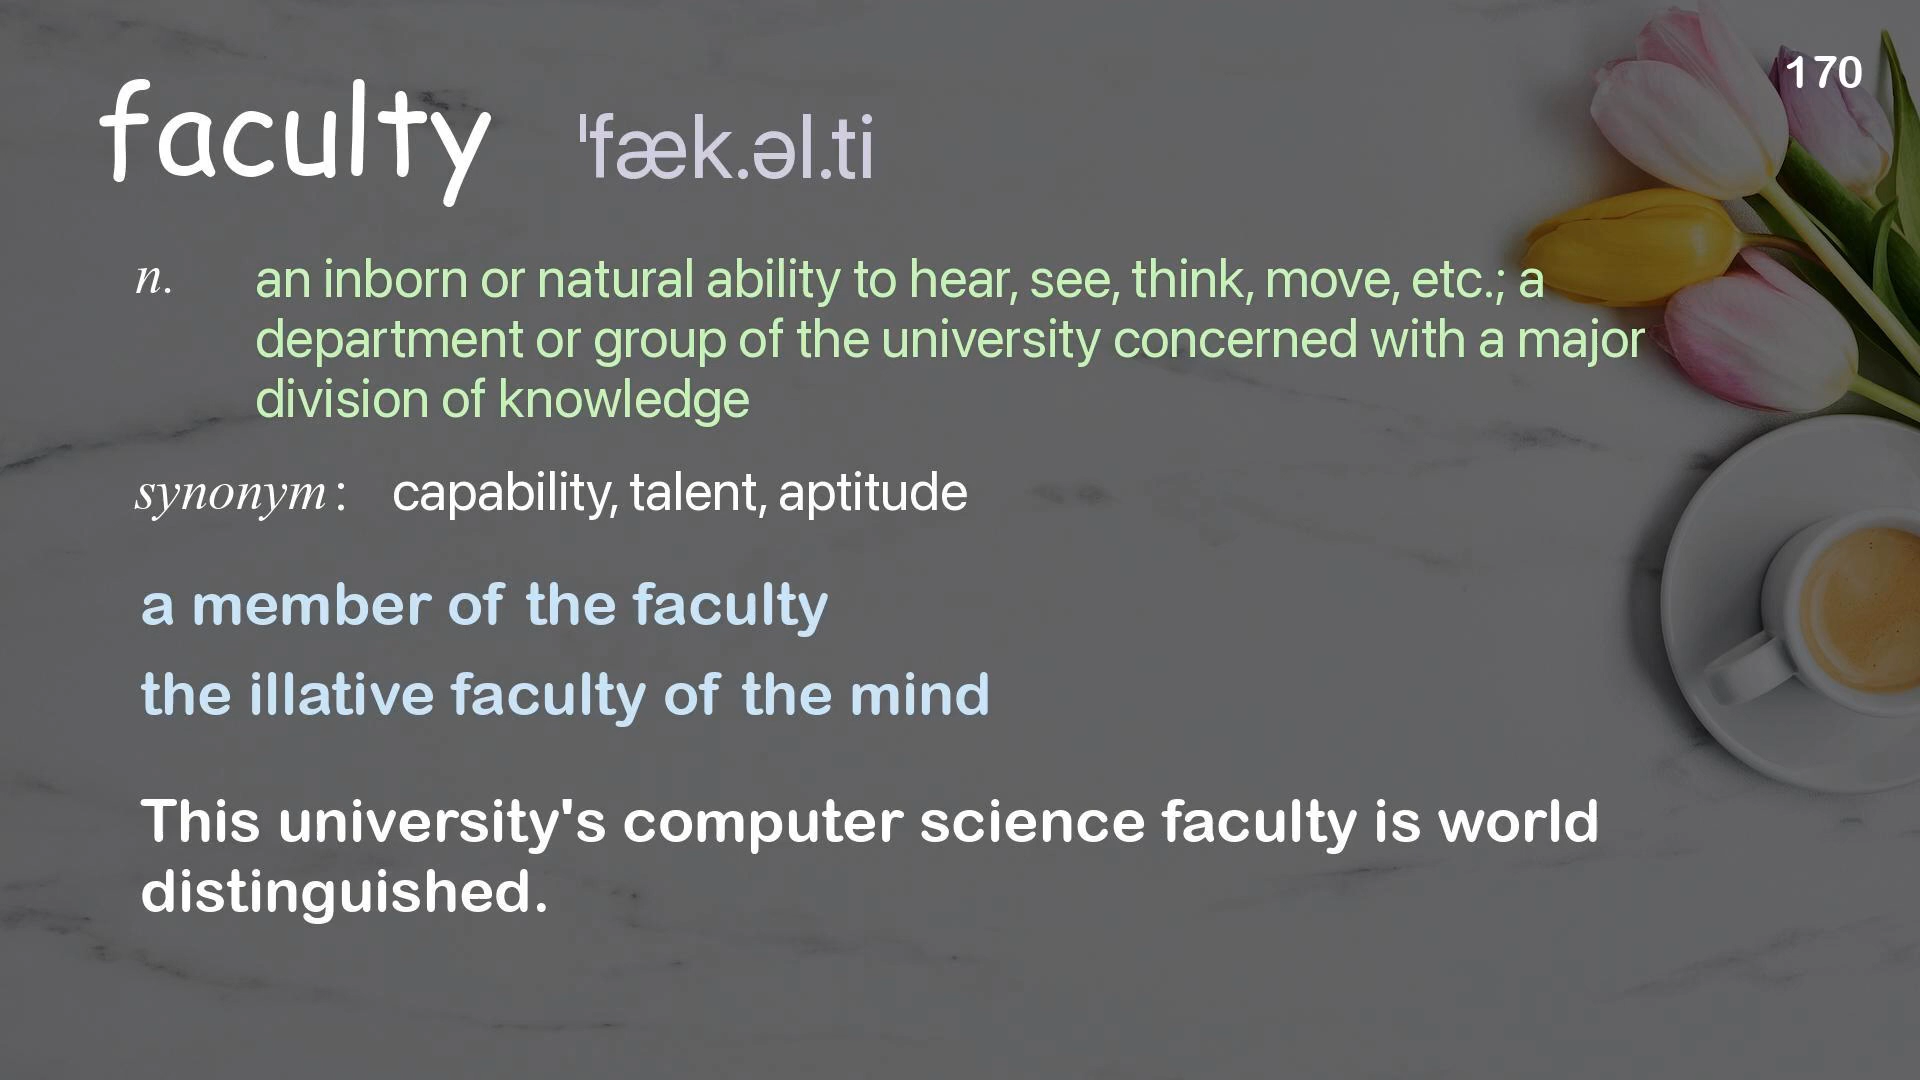 170
faculty ˈfæk.əl.ti
n. an inborn or natural ability to hear, see, think, move, etc.; a
department or group of the university concerned with a major
division of knowledge
synonym: capability, talent, aptitude
a member of the faculty
the illative faculty of the mind
This university's computer science faculty is world
distinguished.